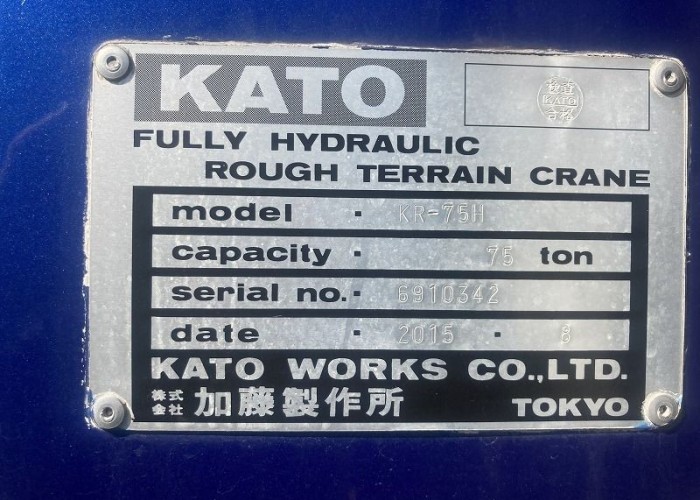 KATO
KATO
FULLY HYDRAULIC
ROUGH TERRAIN CRANE
model · KR-75H
capacity · 75 ton
serial no.· 6910342
date · 2015 · 8
KATO WORKS CO.,LTD.
株式会社 加藤製作所 TOKYO